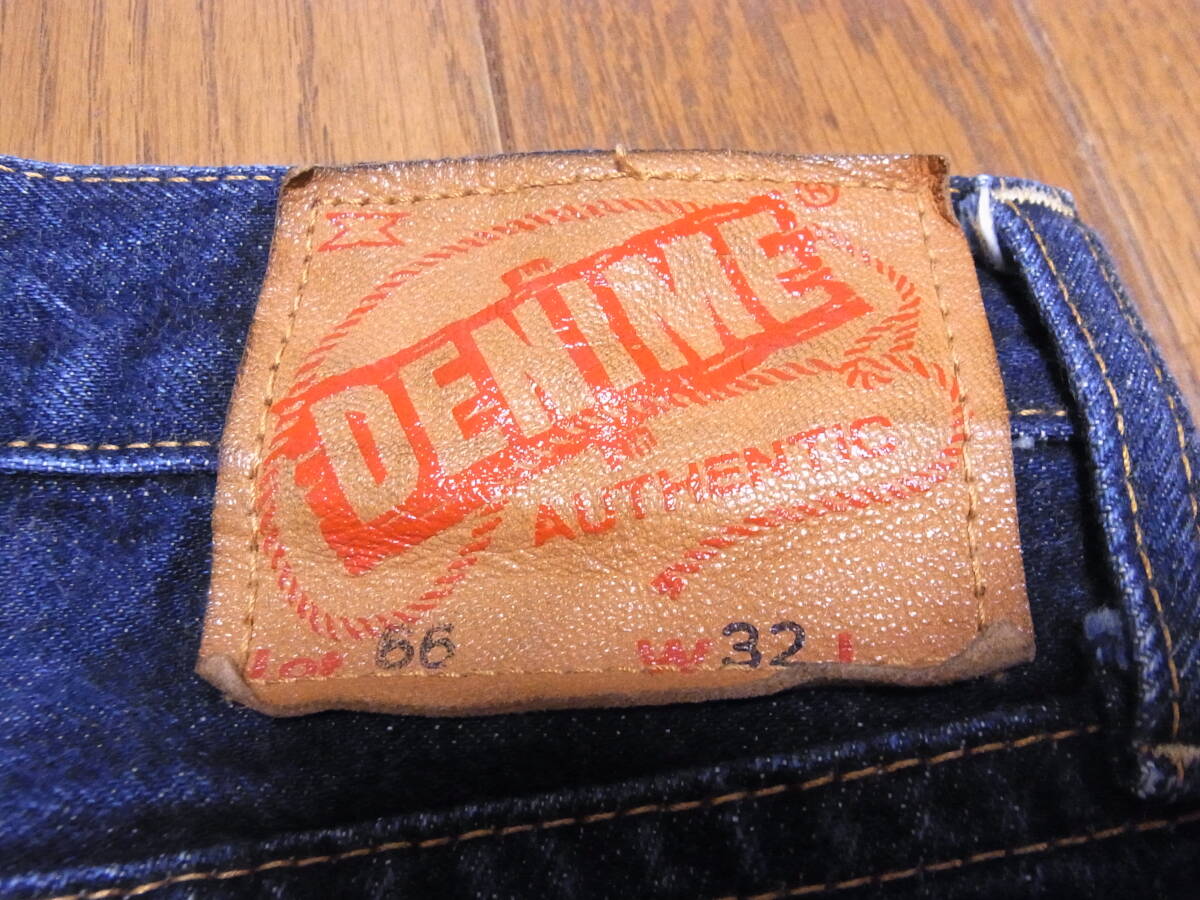 DENIME ®
AUTHENTIC
Lot 66 W 32 L